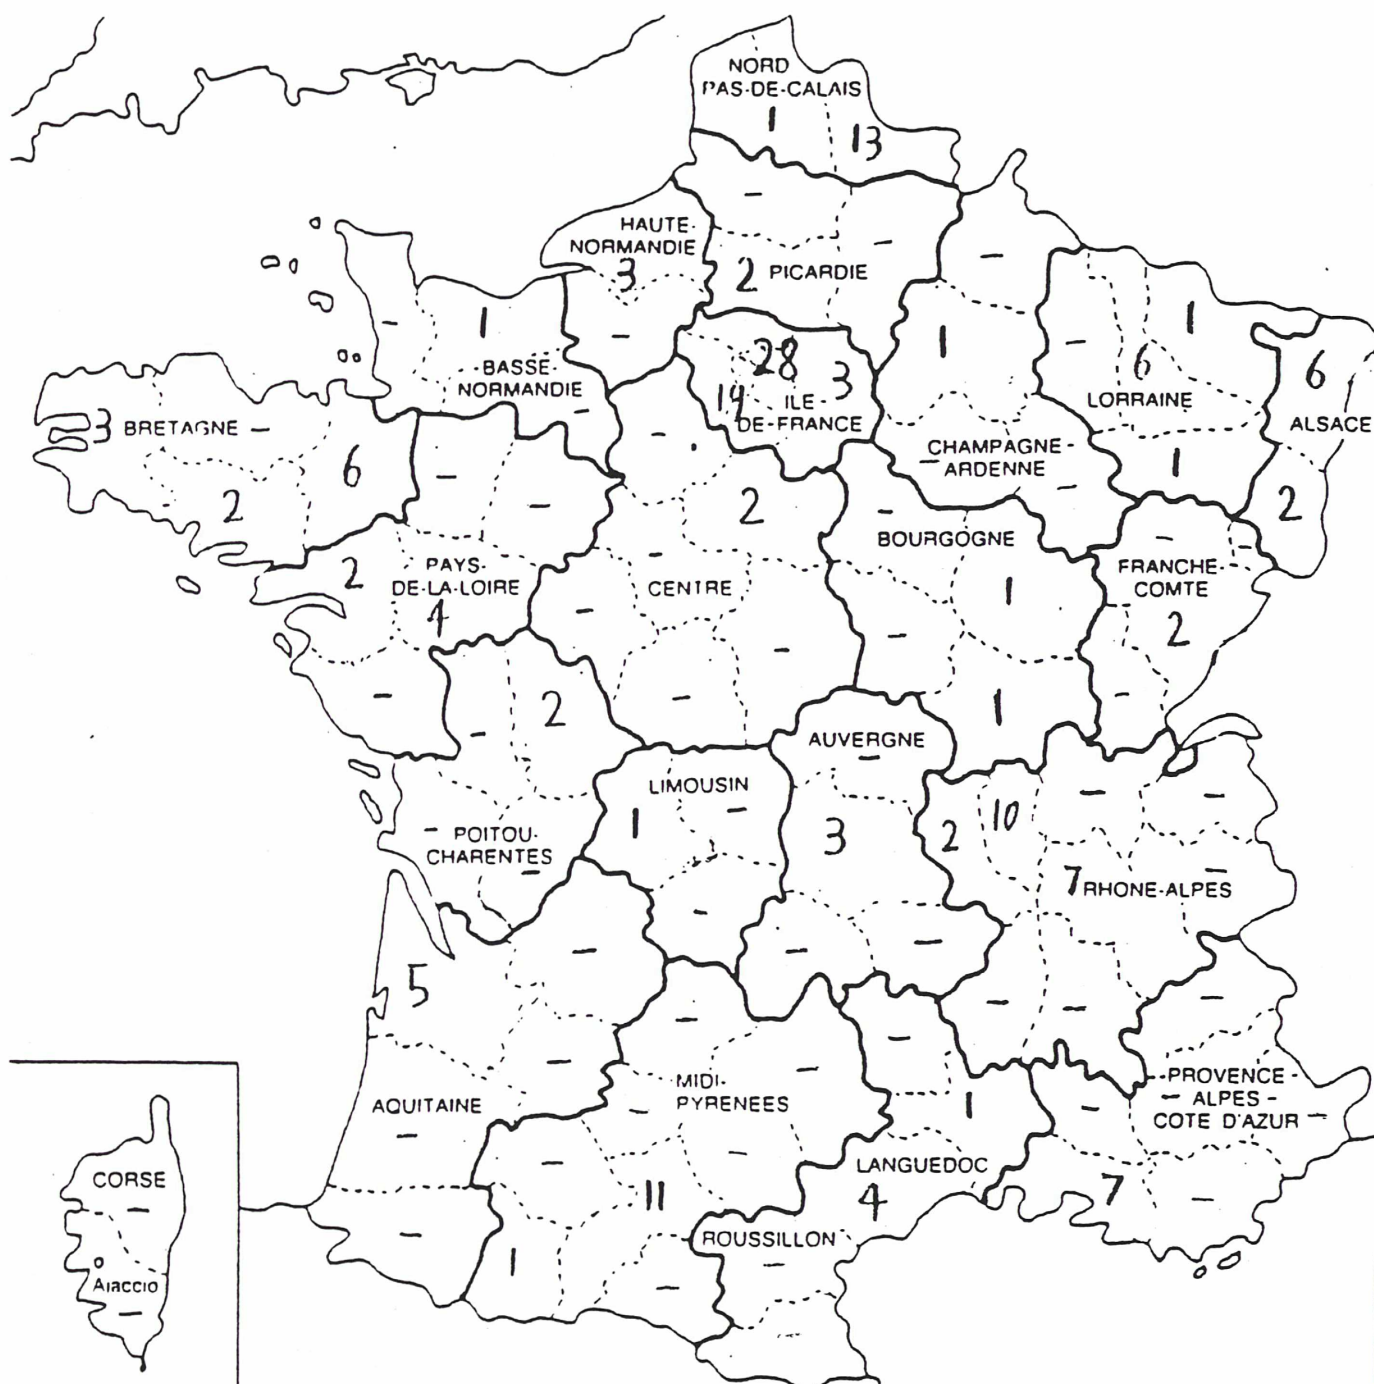 NORD
PAS-DE-CALAIS
1
13
-
HAUTE-
NORMANDIE
3
-
2 PICARDIE
-
-
-
1
BASSE-
NORMANDIE
-
28
14
3
ILE-
DE-FRANCE
1
-
1
6
LORRAINE
1
6
ALSACE
2
CHAMPAGNE-
ARDENNE
-
-
3 BRETAGNE -
6
2
-
-
-
2
-
CENTRE
-
-
-
-
-
BOURGOGNE
1
-
1
-
-
FRANCHE-
COMTE
2
-
2
PAYS-
DE-LA-LOIRE
4
-
-
2
- POITOU-
CHARENTES
-
LIMOUSIN
1
-
-
AUVERGNE
-
3
-
-
2
10
-
-
7 RHONE-ALPES
-
-
-
5
-
-
AQUITAINE
-
-
-
-
MIDI-
PYRENEES
-
-
-
11
1
-
-
1
LANGUEDOC
4
ROUSSILLON
-
-
-
-
PROVENCE-
- ALPES -
COTE D'AZUR -
7
-
CORSE
-
Ajaccio
-